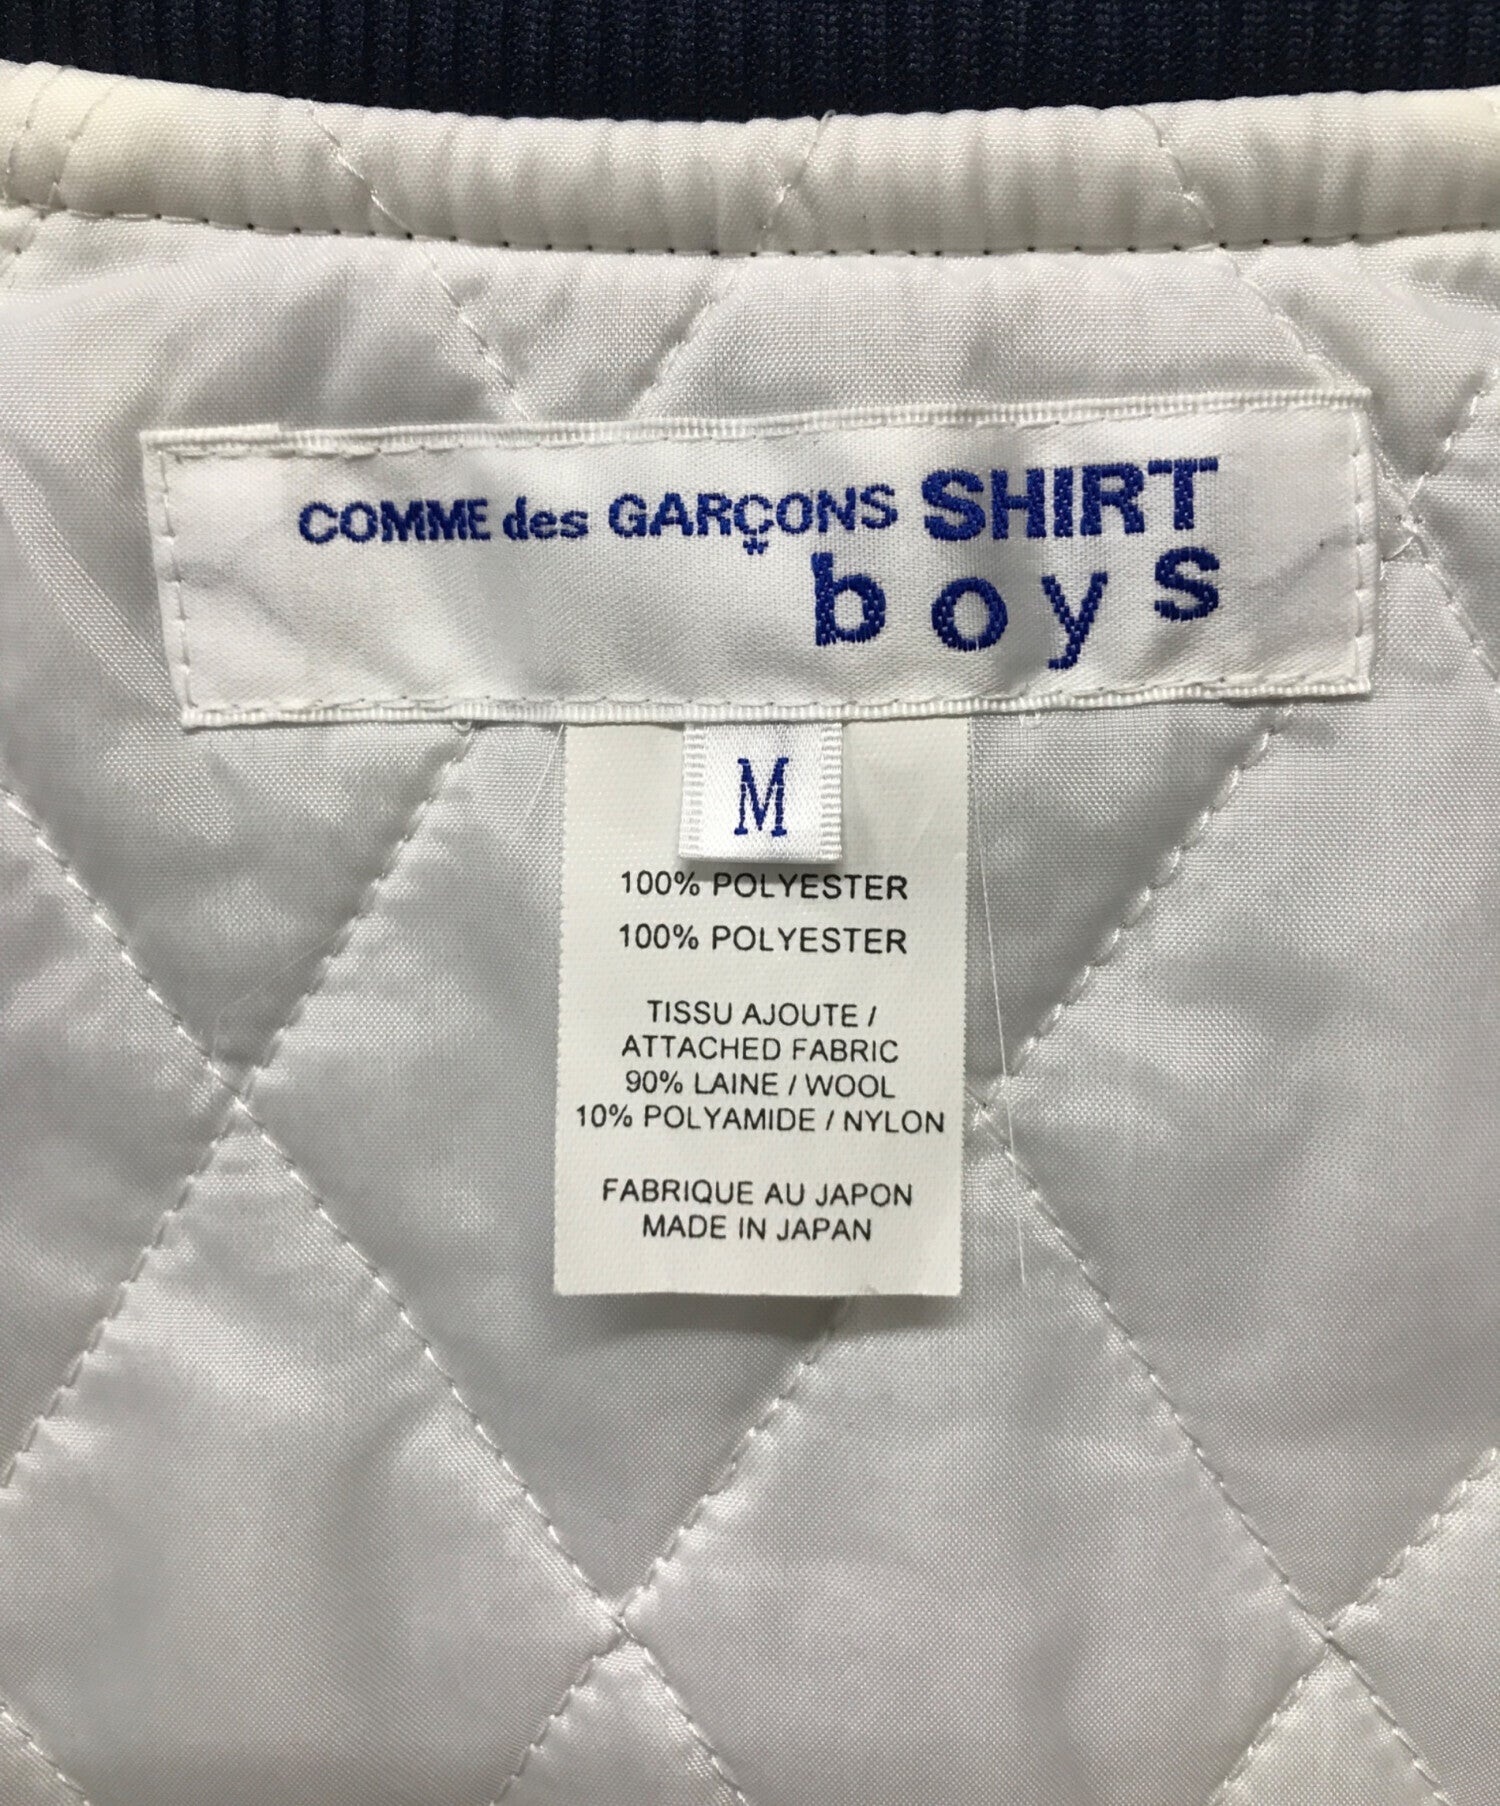 COMME des GARÇONS SHIRT
boys
M
100% POLYESTER
100% POLYESTER
TISSU AJOUTE /
ATTACHED FABRIC
90% LAINE / WOOL
10% POLYAMIDE / NYLON
FABRIQUE AU JAPON
MADE IN JAPAN